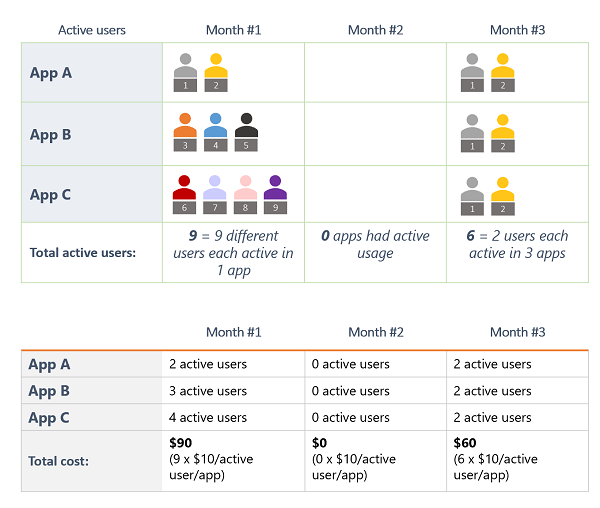 Active users Month #1 Month #2 Month #3
App A
1 2 1 2
App B
3 4 5 1 2
App C
6 7 8 9 1 2
Total active users:
9 = 9 different
users each active in
1 app
0 apps had active
usage
6 = 2 users each
active in 3 apps
Month #1 Month #2 Month #3
App A 2 active users 0 active users 2 active users
App B 3 active users 0 active users 2 active users
App C 4 active users 0 active users 2 active users
Total cost:
$90
(9 x $10/active
user/app)
$0
(0 x $10/active
user/app)
$60
(6 x $10/active
user/app)